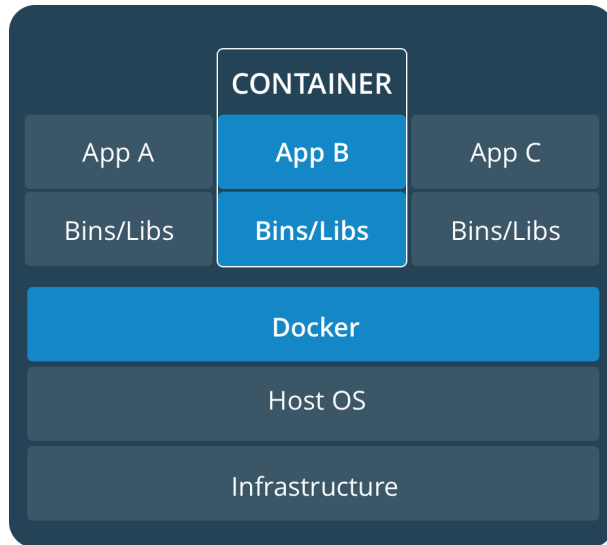 CONTAINER
App A
App B
App C
Bins/Libs
Bins/Libs
Bins/Libs
Docker
Host OS
Infrastructure